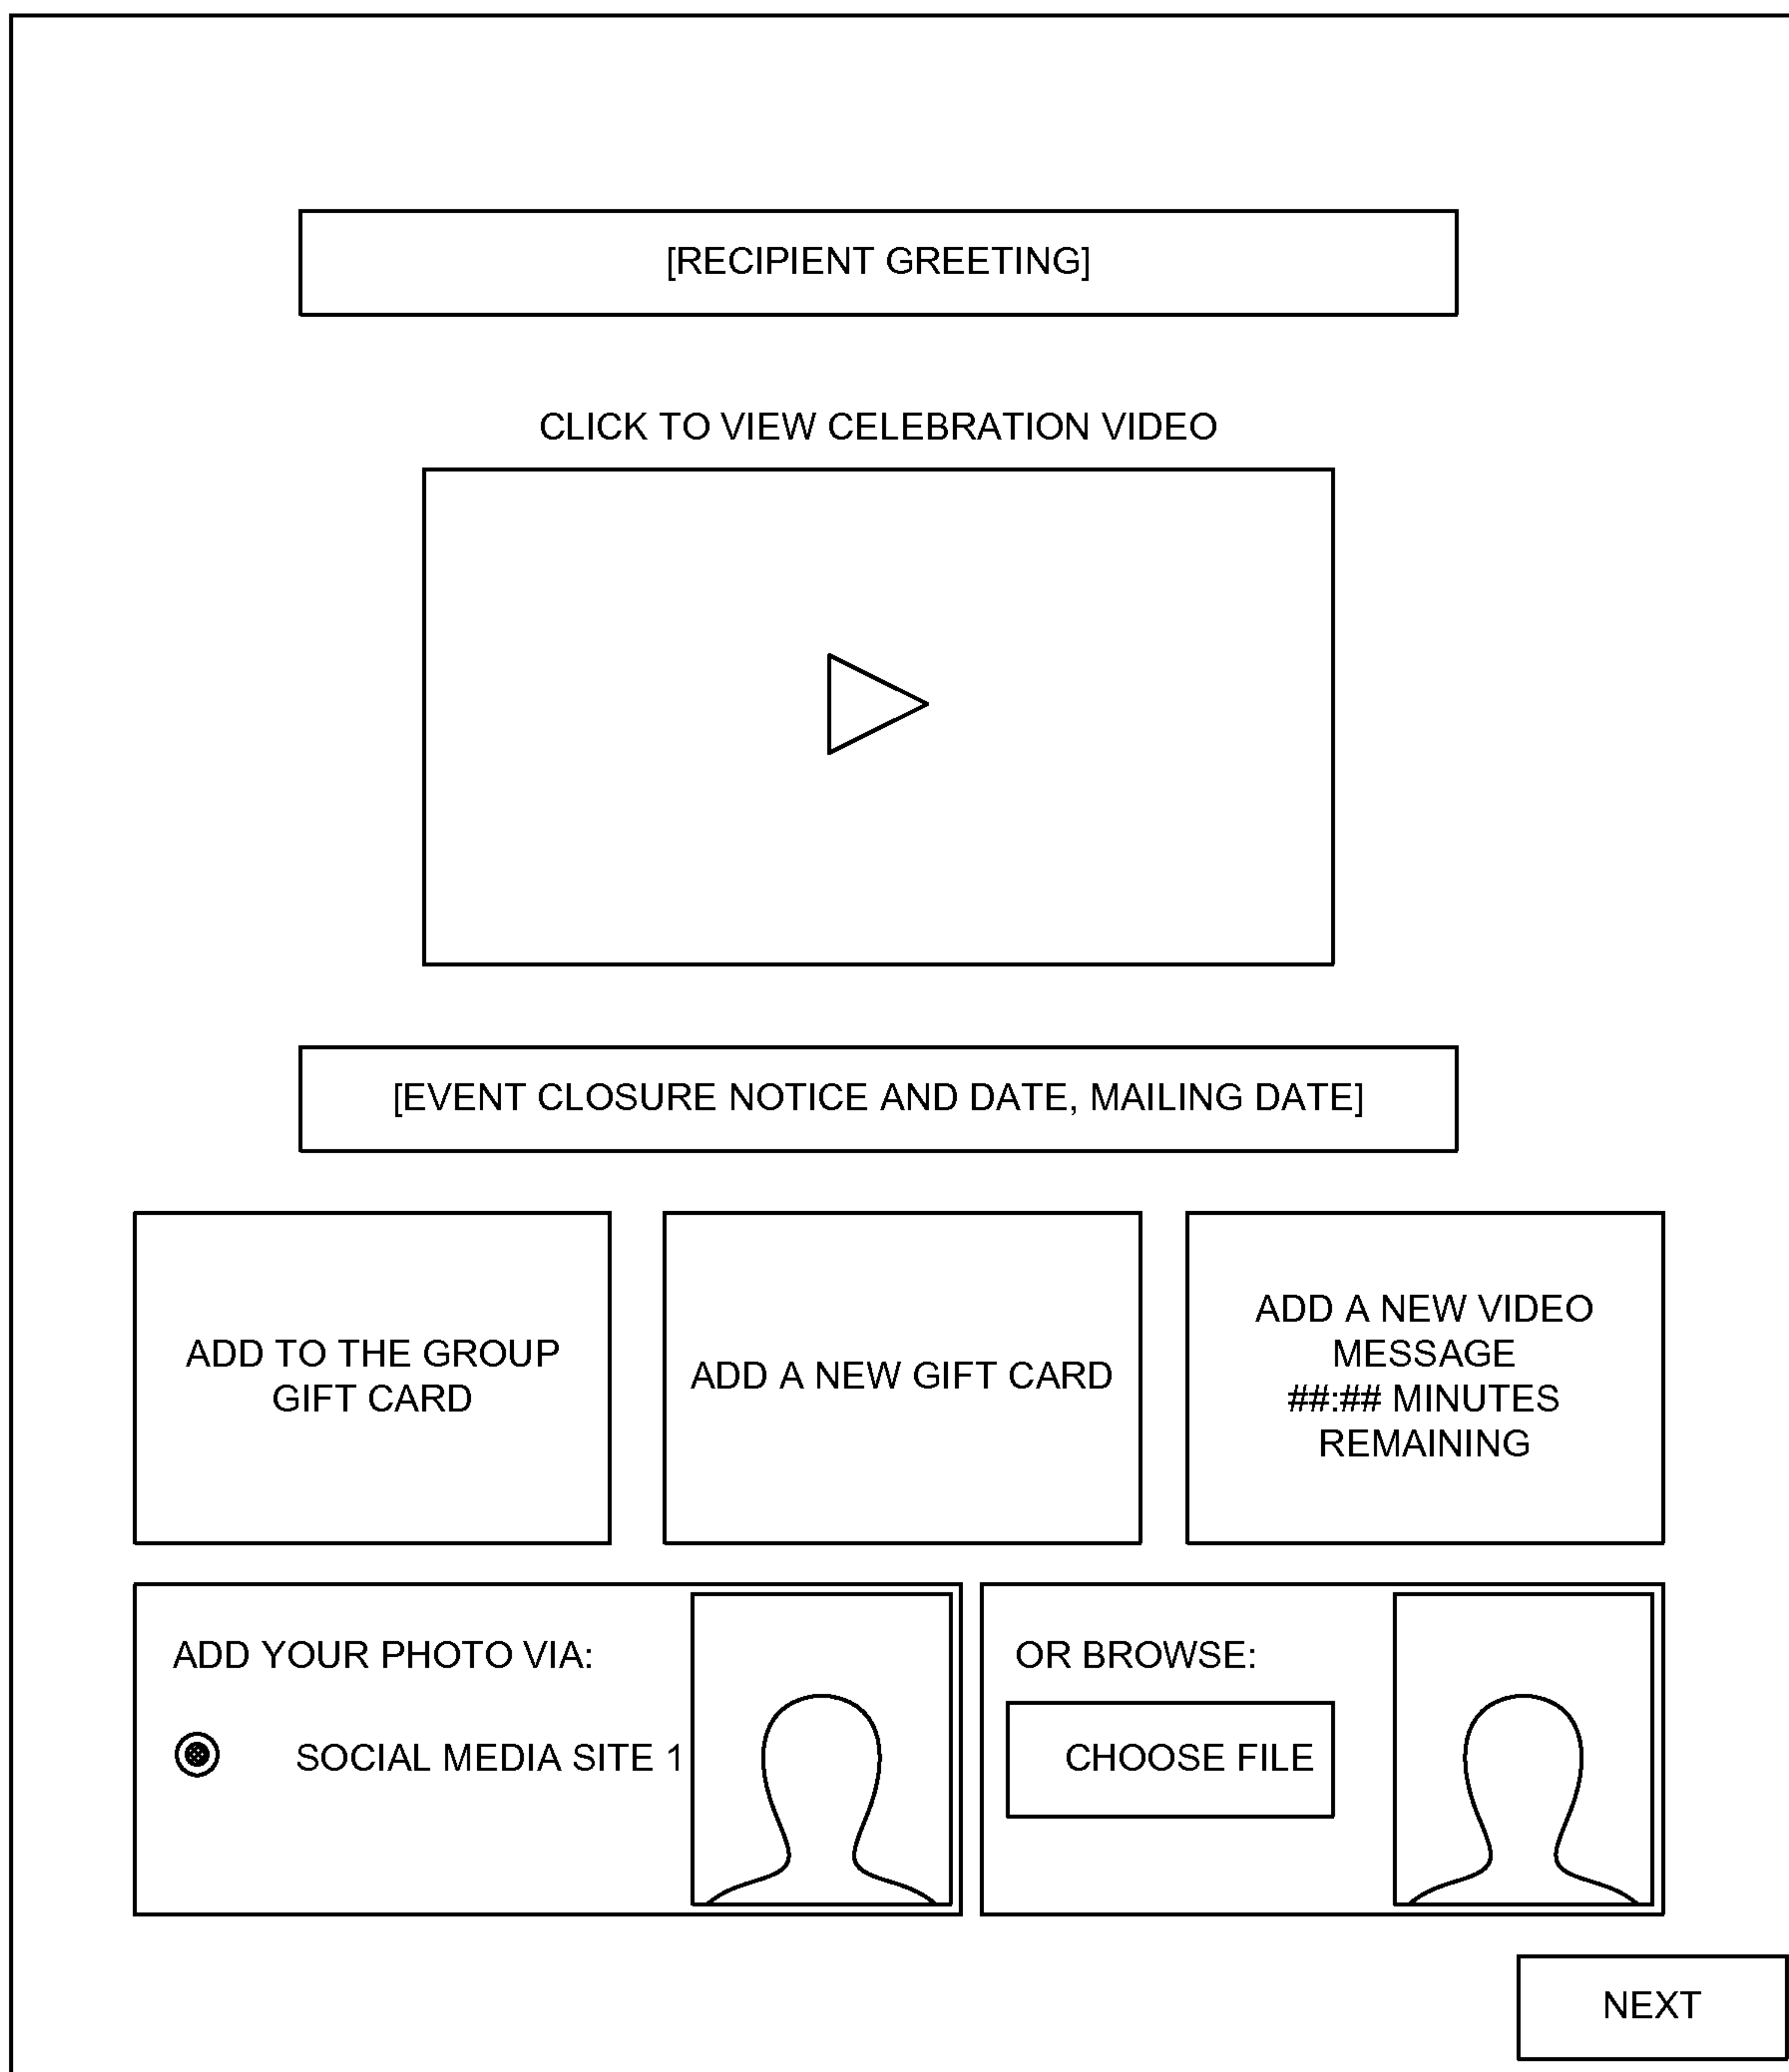 [RECIPIENT GREETING]
CLICK TO VIEW CELEBRATION VIDEO
[EVENT CLOSURE NOTICE AND DATE, MAILING DATE]
ADD TO THE GROUP
GIFT CARD
ADD A NEW GIFT CARD
ADD A NEW VIDEO
MESSAGE
##:## MINUTES
REMAINING
ADD YOUR PHOTO VIA:
SOCIAL MEDIA SITE 1
OR BROWSE:
CHOOSE FILE
NEXT